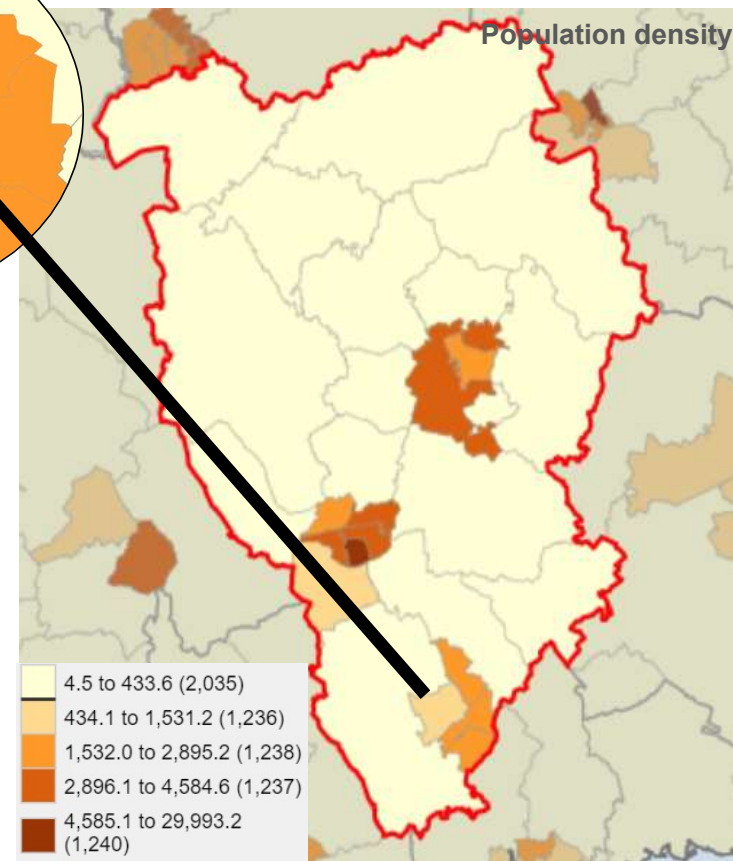 Population density
4.5 to 433.6 (2,035)
434.1 to 1,531.2 (1,236)
1,532.0 to 2,895.2 (1,238)
2,896.1 to 4,584.6 (1,237)
4,585.1 to 29,993.2
(1,240)